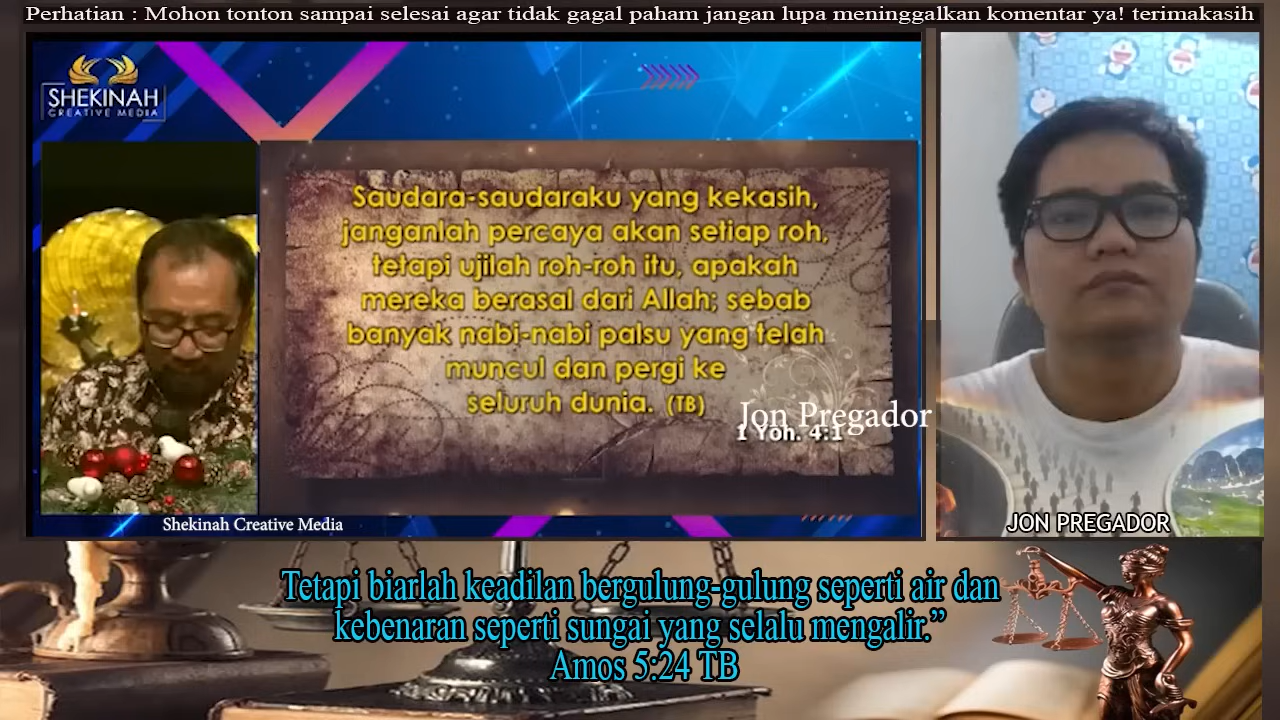 Perhatian : Mohon tonton sampai selesai agar tidak gagal paham jangan lupa meninggalkan komentar ya! terimakasih
SHEKINAH
CREATIVE MEDIA
Saudara-saudaraku yang kekasih,
janganlah percaya akan setiap roh,
tetapi ujilah roh-roh itu, apakah
mereka berasal dari Allah; sebab
banyak nabi-nabi palsu yang telah
muncul dan pergi ke
seluruh dunia. (TB)
Jon Pregador
1 Yoh. 4:1
Shekinah Creative Media
JON PREGADOR
Tetapi biarlah keadilan bergulung-gulung seperti air dan
kebenaran seperti sungai yang selalu mengalir.”
Amos 5:24 TB